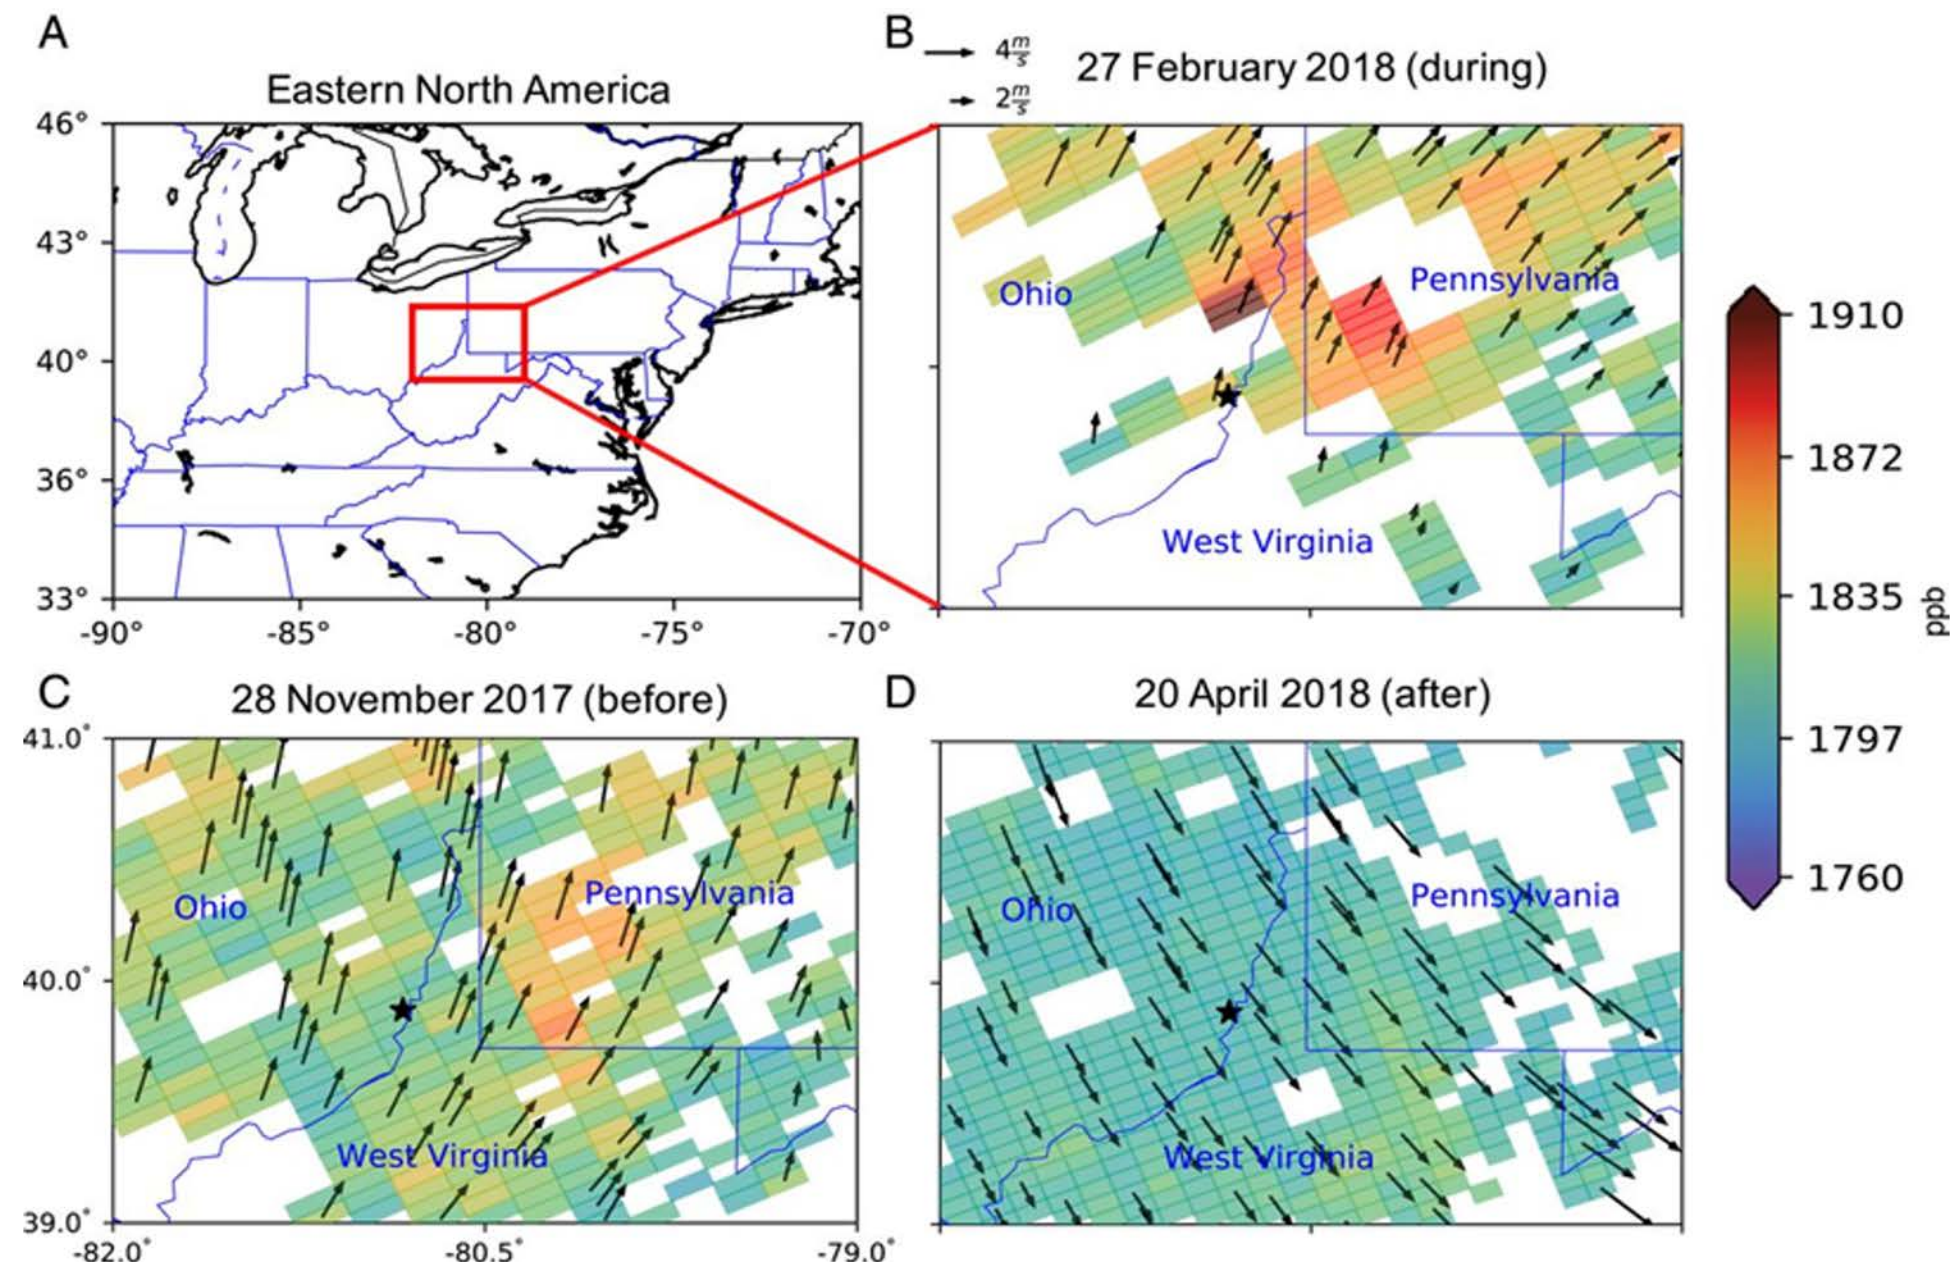 A
Eastern North America
46°
43°
40°
36°
33°
-90°
-85°
-80°
-75°
-70°
B
4 m/s
2 m/s
27 February 2018 (during)
Ohio
Pennsylvania
West Virginia
1910
1872
1835
1797
1760
ppb
C
28 November 2017 (before)
41.0°
40.0°
39.0°
-82.0°
-80.5°
-79.0°
Ohio
Pennsylvania
West Virginia
D
20 April 2018 (after)
Ohio
Pennsylvania
West Virginia